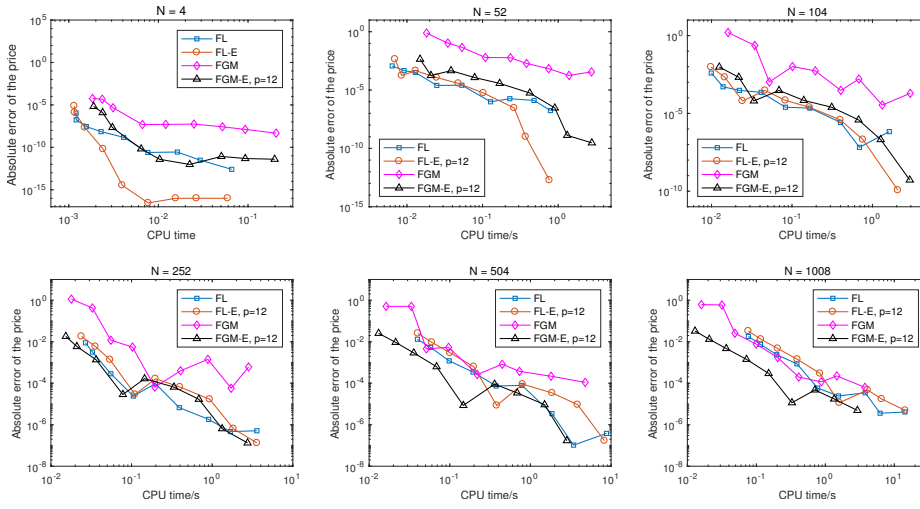 N = 4
Absolute error of the price
10^0
10^-5
10^-10
10^-15
FL
FL-E
FGM
FGM-E, p=12
10^-3
10^-2
10^-1
CPU time
N = 52
Absolute error of the price
10^0
10^-5
10^-10
10^-15
FL
FL-E, p=12
FGM
FGM-E, p=12
10^-2
10^-1
10^0
10^1
CPU time/s
N = 104
Absolute error of the price
10^0
10^-5
10^-10
FL
FL-E, p=12
FGM
FGM-E, p=12
10^-2
10^-1
10^0
10^1
CPU time/s
N = 252
Absolute error of the price
10^0
10^-2
10^-4
10^-6
10^-8
FL
FL-E, p=12
FGM
FGM-E, p=12
10^-2
10^-1
10^0
10^1
CPU time/s
N = 504
Absolute error of the price
10^0
10^-2
10^-4
10^-6
10^-8
FL
FL-E, p=12
FGM
FGM-E, p=12
10^-2
10^-1
10^0
10^1
CPU time/s
N = 1008
Absolute error of the price
10^0
10^-2
10^-4
10^-6
10^-8
FL
FL-E, p=12
FGM
FGM-E, p=12
10^-2
10^-1
10^0
10^1
CPU time/s